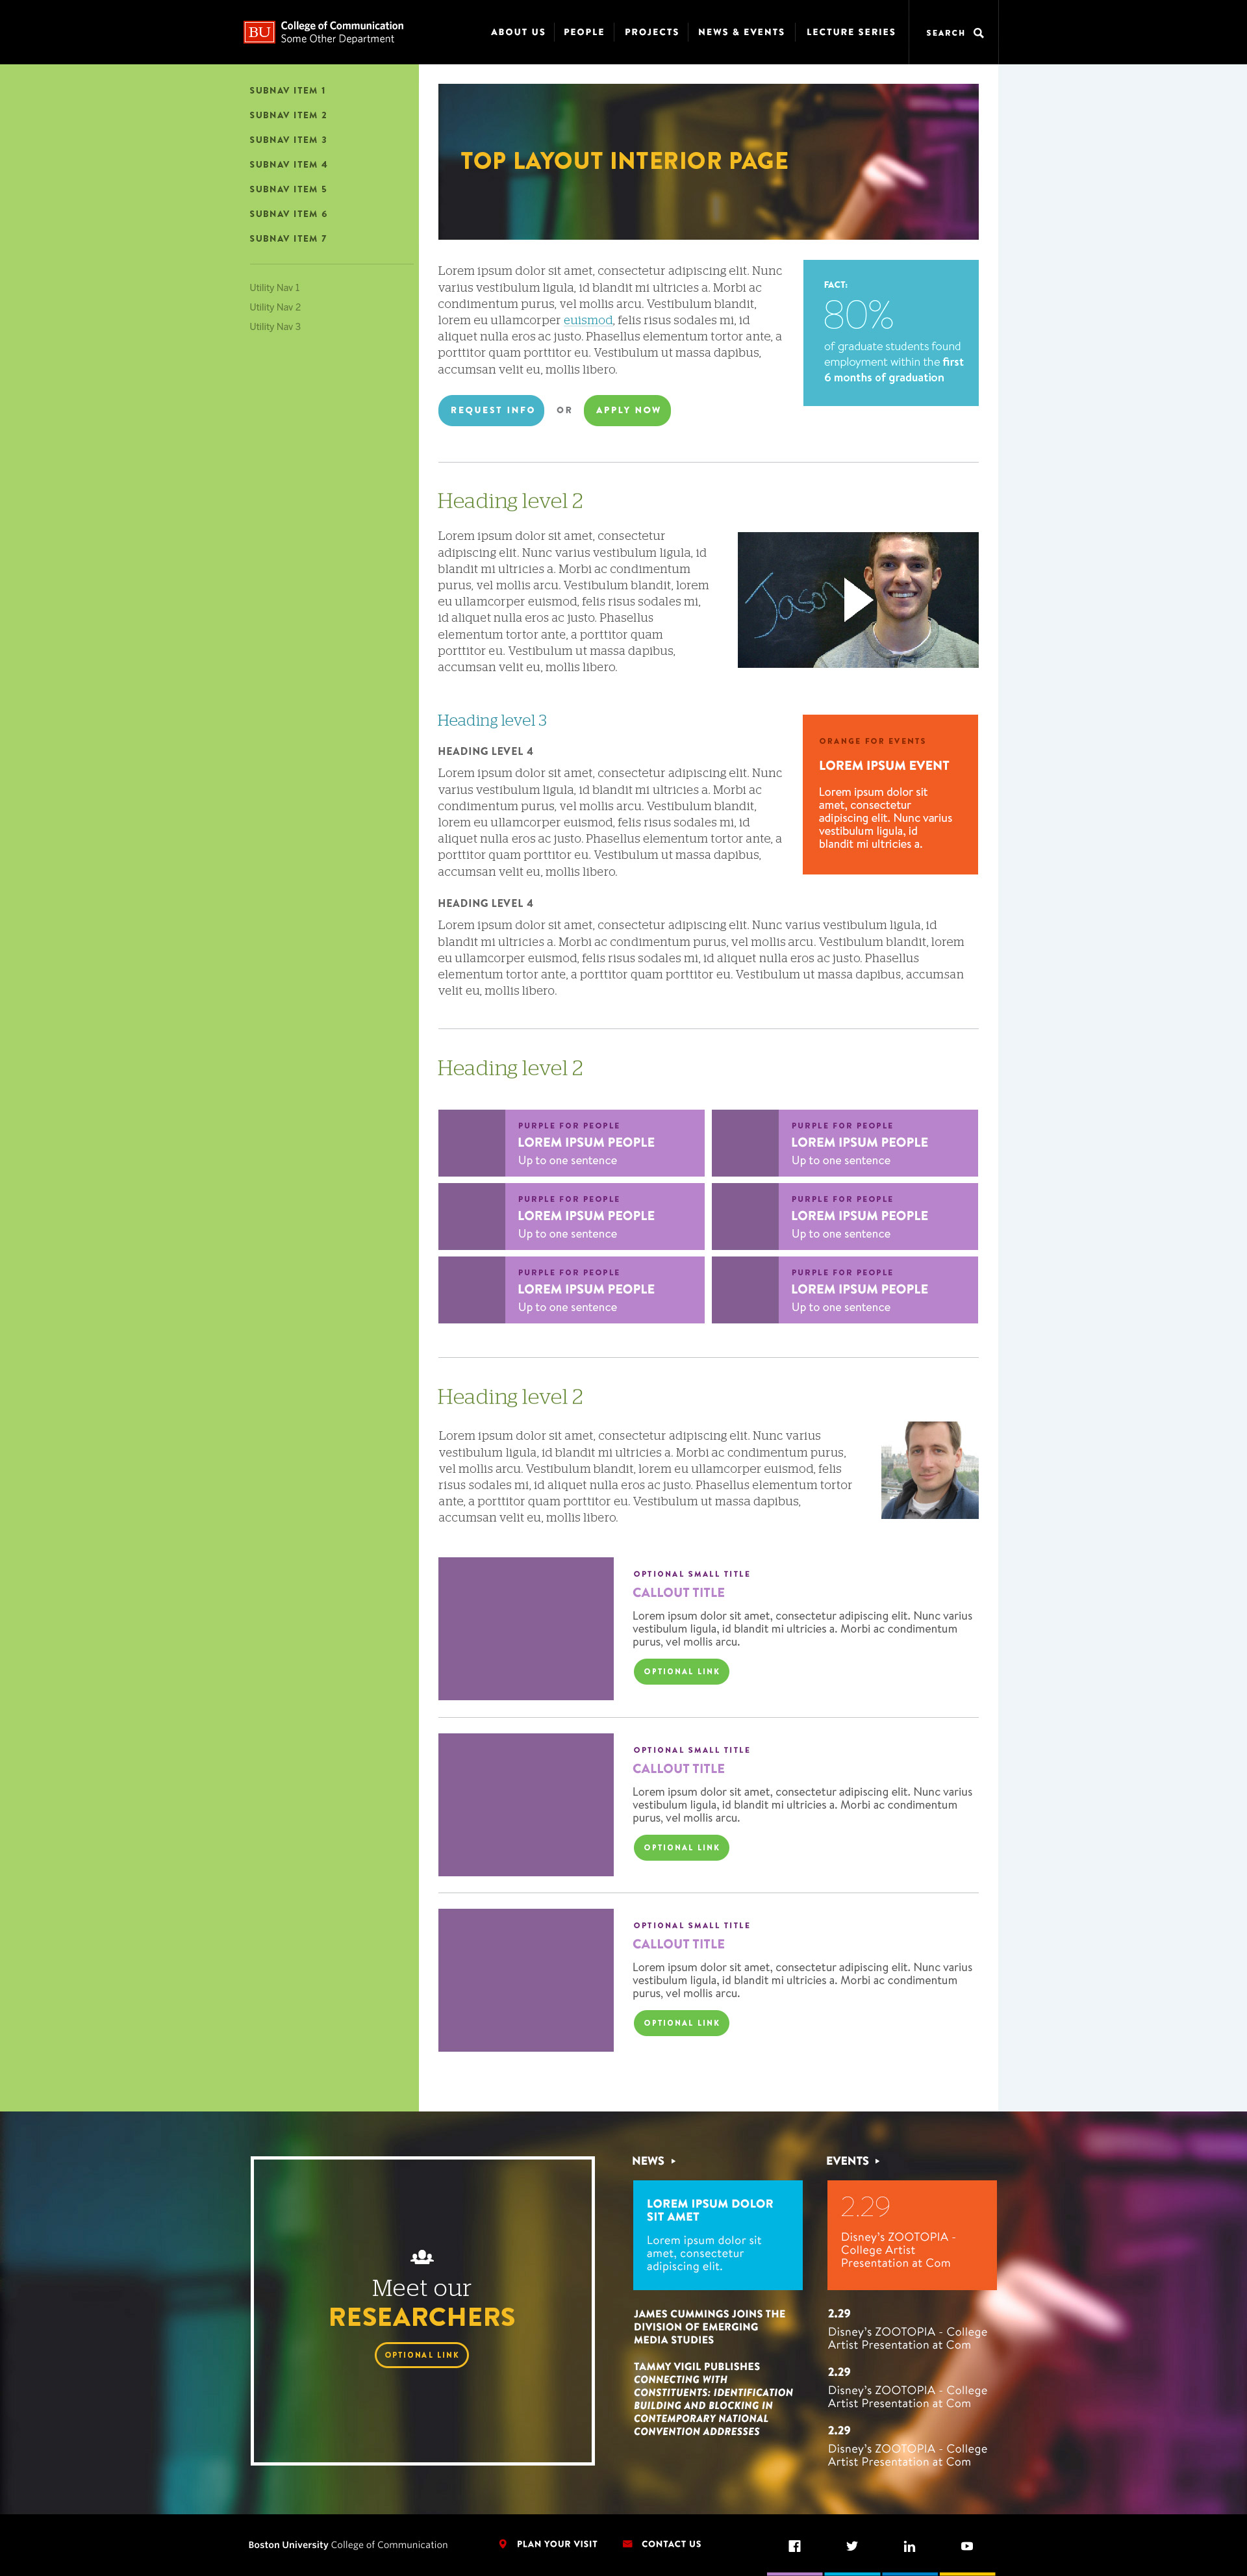 BU
College of Communication
Some Other Department
ABOUT US
PEOPLE
PROJECTS
NEWS & EVENTS
LECTURE SERIES
SEARCH
SUBNAV ITEM 1
SUBNAV ITEM 2
SUBNAV ITEM 3
SUBNAV ITEM 4
SUBNAV ITEM 5
SUBNAV ITEM 6
SUBNAV ITEM 7
Utility Nav 1
Utility Nav 2
Utility Nav 3
TOP LAYOUT INTERIOR PAGE
Lorem ipsum dolor sit amet, consectetur adipiscing elit. Nunc
varius vestibulum ligula, id blandit mi ultricies a. Morbi ac
condimentum purus, vel mollis arcu. Vestibulum blandit,
lorem eu ullamcorper euismod, felis risus sodales mi, id
aliquet nulla eros ac justo. Phasellus elementum tortor ante, a
porttitor quam porttitor eu. Vestibulum ut massa dapibus,
accumsan velit eu, mollis libero.
REQUEST INFO
OR
APPLY NOW
FACT:
80%
of graduate students found
employment within the first
6 months of graduation
Heading level 2
Lorem ipsum dolor sit amet, consectetur
adipiscing elit. Nunc varius vestibulum ligula, id
blandit mi ultricies a. Morbi ac condimentum
purus, vel mollis arcu. Vestibulum blandit, lorem
eu ullamcorper euismod, felis risus sodales mi,
id aliquet nulla eros ac justo. Phasellus
elementum tortor ante, a porttitor quam
porttitor eu. Vestibulum ut massa dapibus,
accumsan velit eu, mollis libero.
Jason
Heading level 3
HEADING LEVEL 4
Lorem ipsum dolor sit amet, consectetur adipiscing elit. Nunc
varius vestibulum ligula, id blandit mi ultricies a. Morbi ac
condimentum purus, vel mollis arcu. Vestibulum blandit,
lorem eu ullamcorper euismod, felis risus sodales mi, id
aliquet nulla eros ac justo. Phasellus elementum tortor ante, a
porttitor quam porttitor eu. Vestibulum ut massa dapibus,
accumsan velit eu, mollis libero.
ORANGE FOR EVENTS
LOREM IPSUM EVENT
Lorem ipsum dolor sit
amet, consectetur
adipiscing elit. Nunc varius
vestibulum ligula, id
blandit mi ultricies a.
HEADING LEVEL 4
Lorem ipsum dolor sit amet, consectetur adipiscing elit. Nunc varius vestibulum ligula, id
blandit mi ultricies a. Morbi ac condimentum purus, vel mollis arcu. Vestibulum blandit, lorem
eu ullamcorper euismod, felis risus sodales mi, id aliquet nulla eros ac justo. Phasellus
elementum tortor ante, a porttitor quam porttitor eu. Vestibulum ut massa dapibus, accumsan
velit eu, mollis libero.
Heading level 2
PURPLE FOR PEOPLE
LOREM IPSUM PEOPLE
Up to one sentence
PURPLE FOR PEOPLE
LOREM IPSUM PEOPLE
Up to one sentence
PURPLE FOR PEOPLE
LOREM IPSUM PEOPLE
Up to one sentence
PURPLE FOR PEOPLE
LOREM IPSUM PEOPLE
Up to one sentence
PURPLE FOR PEOPLE
LOREM IPSUM PEOPLE
Up to one sentence
PURPLE FOR PEOPLE
LOREM IPSUM PEOPLE
Up to one sentence
Heading level 2
Lorem ipsum dolor sit amet, consectetur adipiscing elit. Nunc varius
vestibulum ligula, id blandit mi ultricies a. Morbi ac condimentum purus,
vel mollis arcu. Vestibulum blandit, lorem eu ullamcorper euismod, felis
risus sodales mi, id aliquet nulla eros ac justo. Phasellus elementum tortor
ante, a porttitor quam porttitor eu. Vestibulum ut massa dapibus,
accumsan velit eu, mollis libero.
OPTIONAL SMALL TITLE
CALLOUT TITLE
Lorem ipsum dolor sit amet, consectetur adipiscing elit. Nunc varius
vestibulum ligula, id blandit mi ultricies a. Morbi ac condimentum
purus, vel mollis arcu.
OPTIONAL LINK
OPTIONAL SMALL TITLE
CALLOUT TITLE
Lorem ipsum dolor sit amet, consectetur adipiscing elit. Nunc varius
vestibulum ligula, id blandit mi ultricies a. Morbi ac condimentum
purus, vel mollis arcu.
OPTIONAL LINK
OPTIONAL SMALL TITLE
CALLOUT TITLE
Lorem ipsum dolor sit amet, consectetur adipiscing elit. Nunc varius
vestibulum ligula, id blandit mi ultricies a. Morbi ac condimentum
purus, vel mollis arcu.
OPTIONAL LINK
Meet our
RESEARCHERS
OPTIONAL LINK
NEWS
LOREM IPSUM DOLOR
SIT AMET
Lorem ipsum dolor sit
amet, consectetur
adipiscing elit.
JAMES CUMMINGS JOINS THE
DIVISION OF EMERGING
MEDIA STUDIES
TAMMY VIGIL PUBLISHES
CONNECTING WITH
CONSTITUENTS: IDENTIFICATION
BUILDING AND BLOCKING IN
CONTEMPORARY NATIONAL
CONVENTION ADDRESSES
EVENTS
2.29
Disney's ZOOTOPIA -
College Artist
Presentation at Com
2.29
Disney's ZOOTOPIA - College
Artist Presentation at Com
2.29
Disney's ZOOTOPIA - College
Artist Presentation at Com
2.29
Disney's ZOOTOPIA - College
Artist Presentation at Com
Boston University College of Communication
PLAN YOUR VISIT
CONTACT US